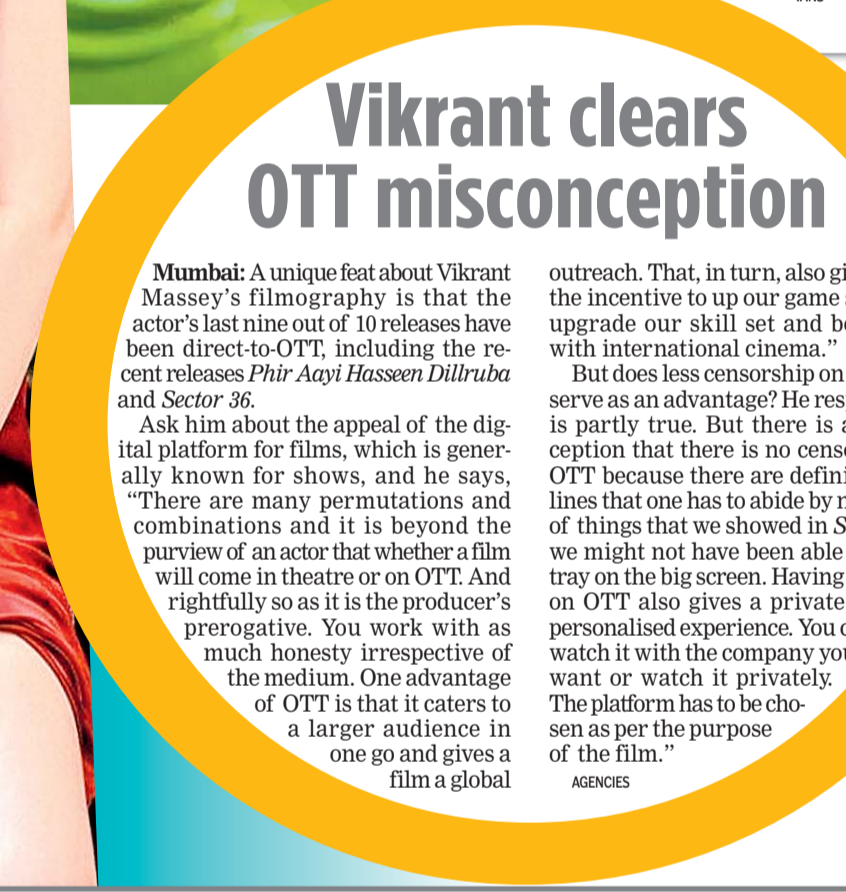 Vikrant clears
OTT misconception
Mumbai: A unique feat about Vikrant
Massey's filmography is that the
actor's last nine out of 10 releases have
been direct-to-OTT, including the re-
cent releases Phir Aayi Hasseen Dillruba
and Sector 36.
Ask him about the appeal of the dig-
ital platform for films, which is gener-
ally known for shows, and he says,
“There are many permutations and
combinations and it is beyond the
purview of an actor that whether a film
will come in theatre or on OTT. And
rightfully so as it is the producer's
prerogative. You work with as
much honesty irrespective of
the medium. One advantage
of OTT is that it caters to
a larger audience in
one go and gives a
film a global
outreach. That, in turn, also
the incentive to up our game
upgrade our skill set and
with international cinema.”
But does less censorship on
serve as an advantage? He
is partly true. But there is
ception that there is no
OTT because there are
lines that one has to abide by
of things that we showed in
we might not have been able
tray on the big screen. Having
on OTT also gives a private
personalised experience. You
watch it with the company
want or watch it privately.
The platform has to be cho-
sen as per the purpose
of the film.”
AGENCIES